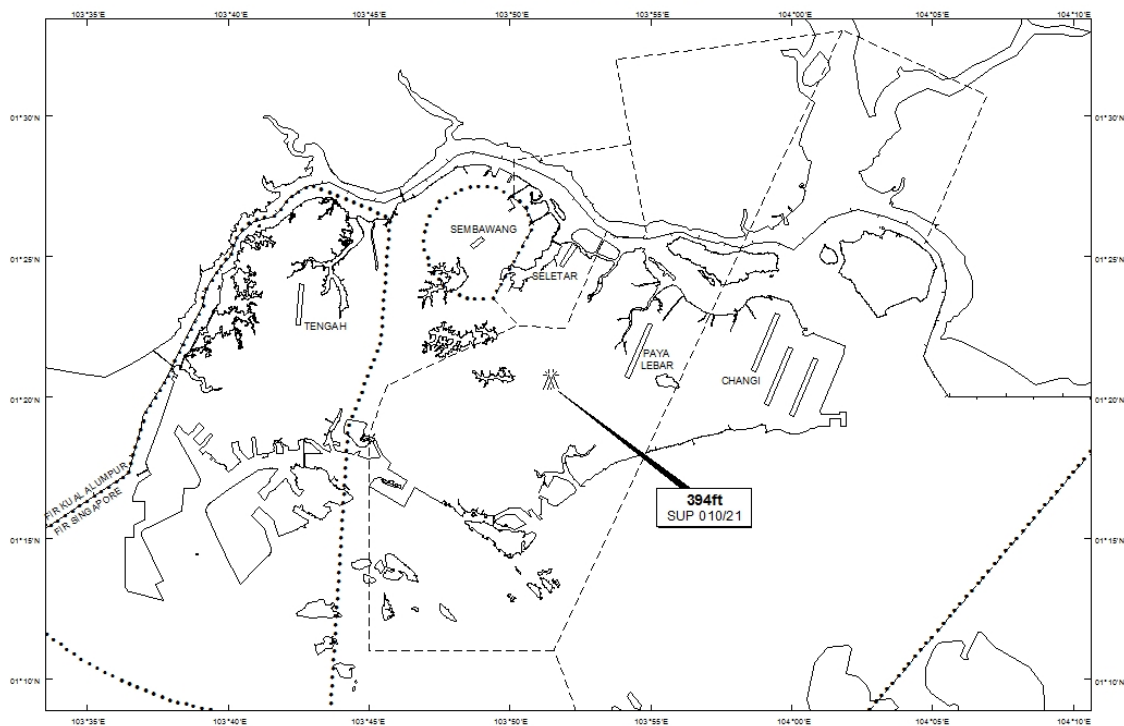 103°35'E 103°40'E 103°45'E 103°50'E 103°55'E 104°00'E 104°05'E 104°10'E
01°30'N 01°30'N
SEMBAWANG
01°25'N 01°25'N
SELETAR
TENGAH
PAYA
LEBAR
CHANGI
01°20'N 01°20'N
FIR KUALALUMPUR
FIR SINGAPORE
394ft
SUP 010/21
01°15'N 01°15'N
01°10'N 01°10'N
103°35'E 103°40'E 103°45'E 103°50'E 103°55'E 104°00'E 104°05'E 104°10'E